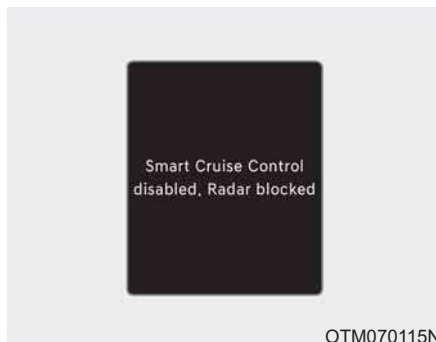 Smart Cruise Control
disabled, Radar blocked
OTM070115N